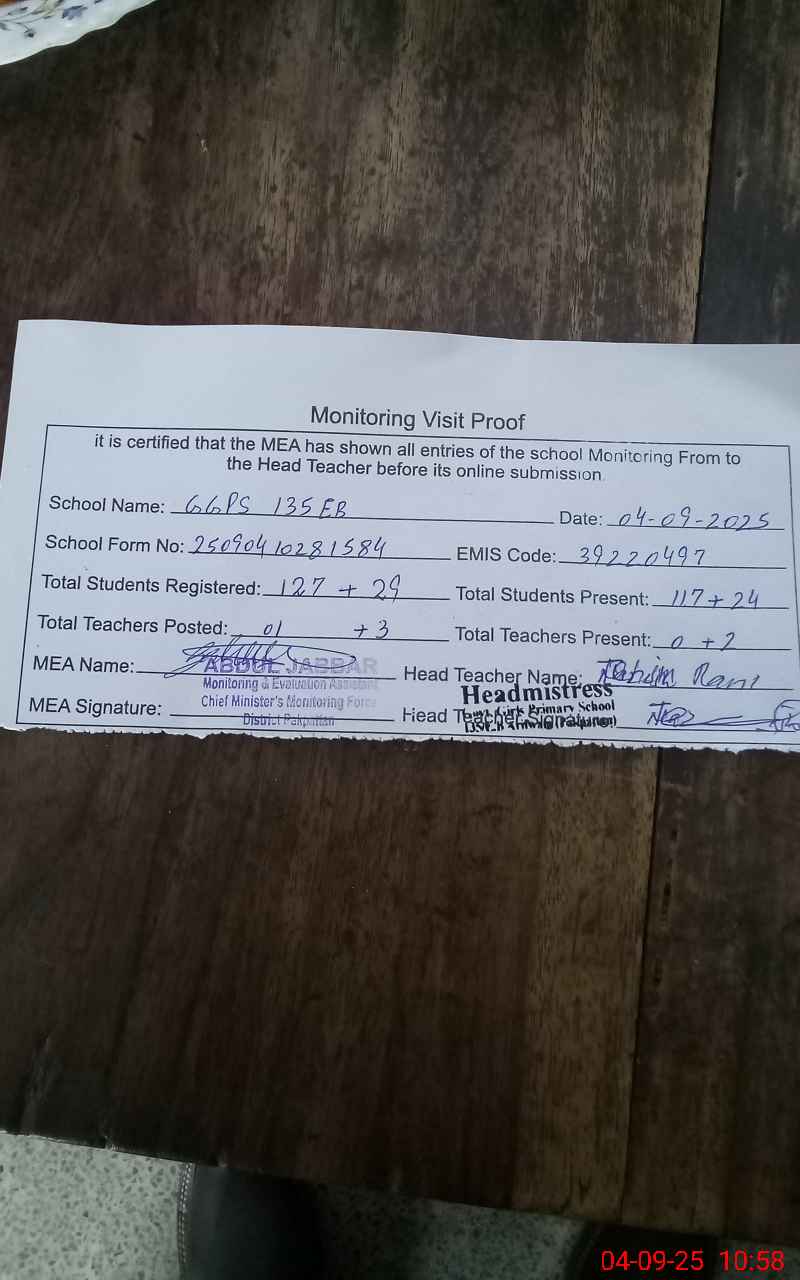 Monitoring Visit Proof
it is certified that the MEA has shown all entries of the school Monitoring From to
the Head Teacher before its online submission.
School Name: GGPS 135 EB Date: 04-09-2025
School Form No: 25090410281584 EMIS Code: 39220497
Total Students Registered: 127 + 29 Total Students Present: 117 + 24
Total Teachers Posted: 01 + 3 Total Teachers Present: 0 + 2
MEA Name: ABDUL JABBAR Head Teacher Name: Rani
Monitoring & Evaluation Assistant Headmistress
Chief Minister's Monitoring Force Girls Primary School
MEA Signature: Head Teacher Signature:
District Pakpattan
04-09-25 10:58